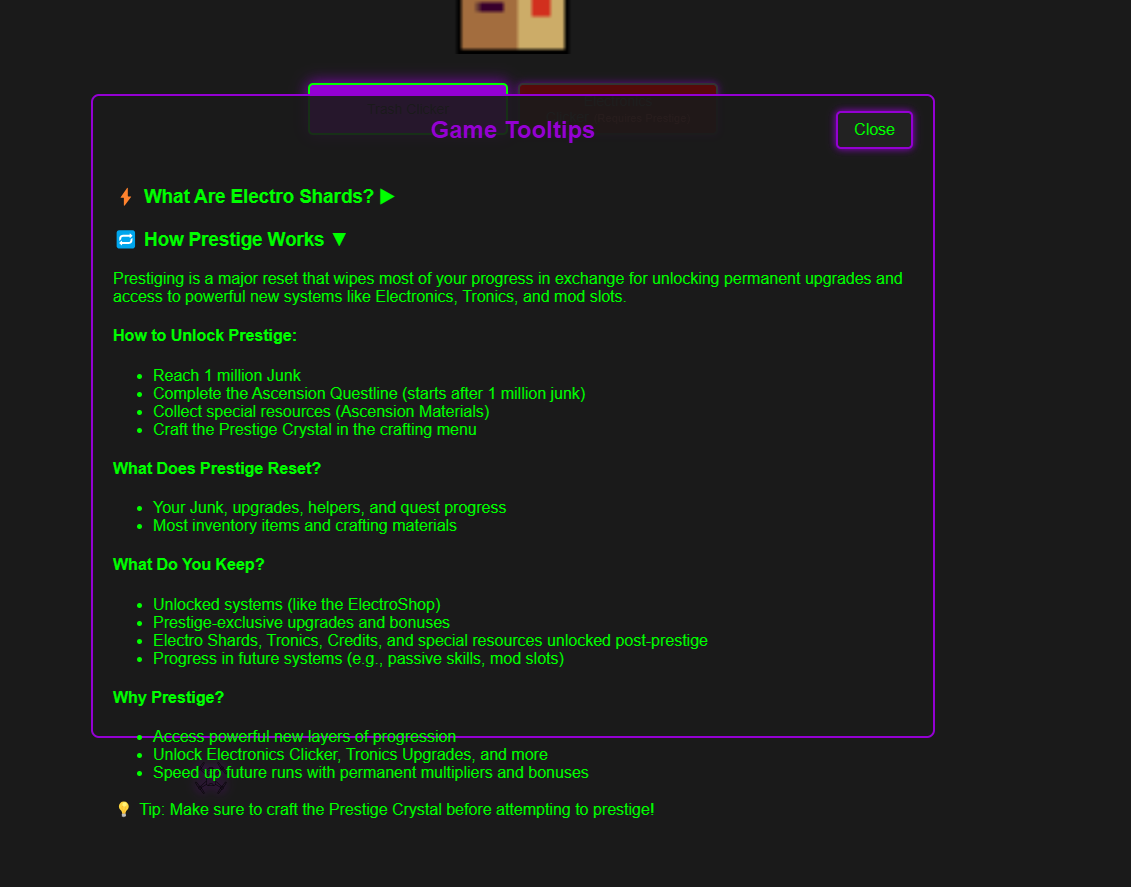 Game Tooltips
Close
⚡ What Are Electro Shards? ▶
🔁 How Prestige Works ▼
Prestiging is a major reset that wipes most of your progress in exchange for unlocking permanent upgrades and
access to powerful new systems like Electronics, Tronics, and mod slots.
How to Unlock Prestige:
• Reach 1 million Junk
• Complete the Ascension Questline (starts after 1 million junk)
• Collect special resources (Ascension Materials)
• Craft the Prestige Crystal in the crafting menu
What Does Prestige Reset?
• Your Junk, upgrades, helpers, and quest progress
• Most inventory items and crafting materials
What Do You Keep?
• Unlocked systems (like the ElectroShop)
• Prestige-exclusive upgrades and bonuses
• Electro Shards, Tronics, Credits, and special resources unlocked post-prestige
• Progress in future systems (e.g., passive skills, mod slots)
Why Prestige?
• Access powerful new layers of progression
• Unlock Electronics Clicker, Tronics Upgrades, and more
• Speed up future runs with permanent multipliers and bonuses
💡 Tip: Make sure to craft the Prestige Crystal before attempting to prestige!